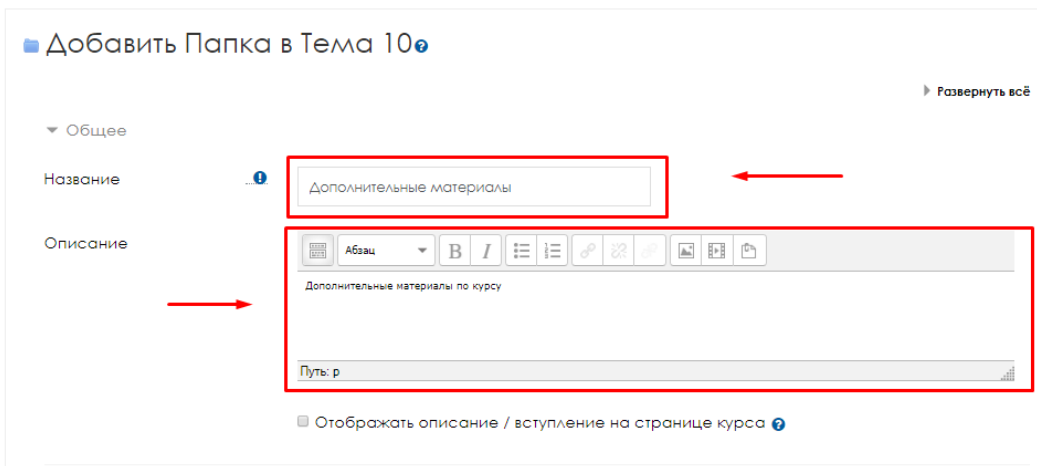 Добавить Папка в Тема 10
Развернуть всё
Общее
Название
Дополнительные материалы
Описание
Абзац B I
Дополнительные материалы по курсу
Путь: p
Отображать описание / вступление на странице курса